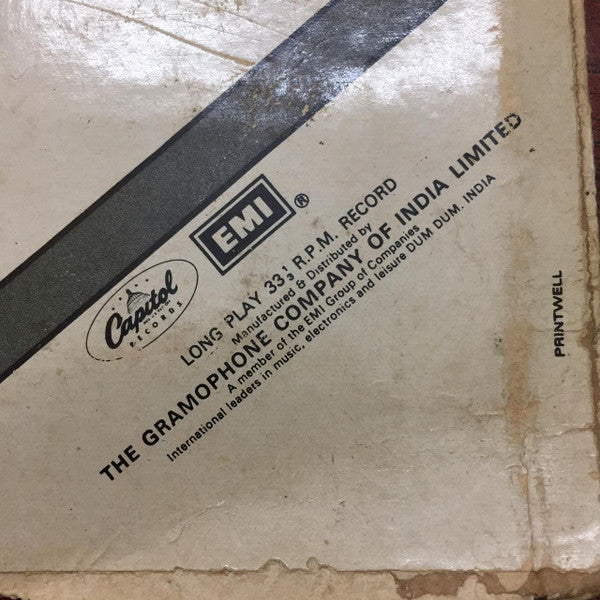 EMI ®
Capitol
RECORDS
LONG PLAY 33⅓ R.P.M. RECORD
Manufactured & Distributed by
THE GRAMOPHONE COMPANY OF INDIA LIMITED
A member of the EMI Group of Companies
International leaders in music, electronics and leisure DUM DUM. INDIA
PRINTWELL